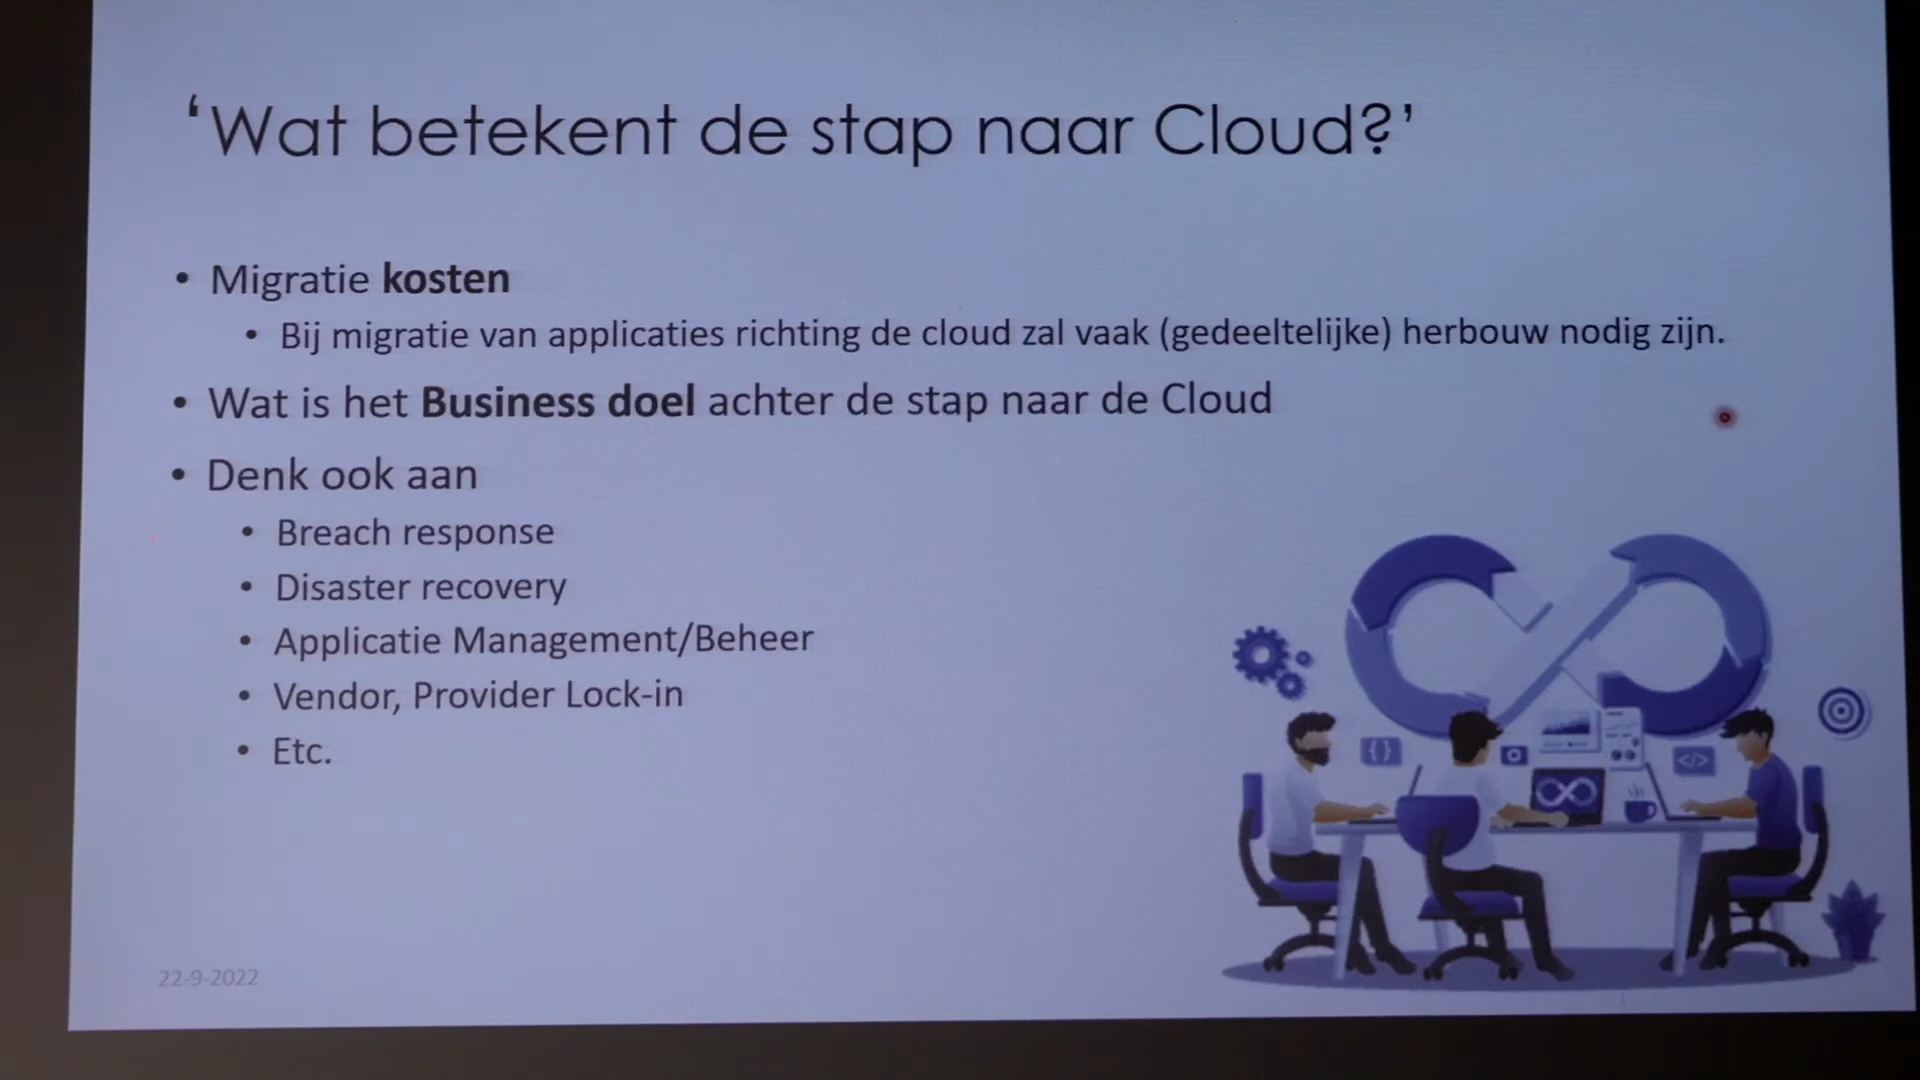 ‘Wat betekent de stap naar Cloud?’
• Migratie kosten
• Bij migratie van applicaties richting de cloud zal vaak (gedeeltelijke) herbouw nodig zijn.
• Wat is het Business doel achter de stap naar de Cloud
• Denk ook aan
• Breach response
• Disaster recovery
• Applicatie Management/Beheer
• Vendor, Provider Lock-in
• Etc.
{}
</>
22-9-2022